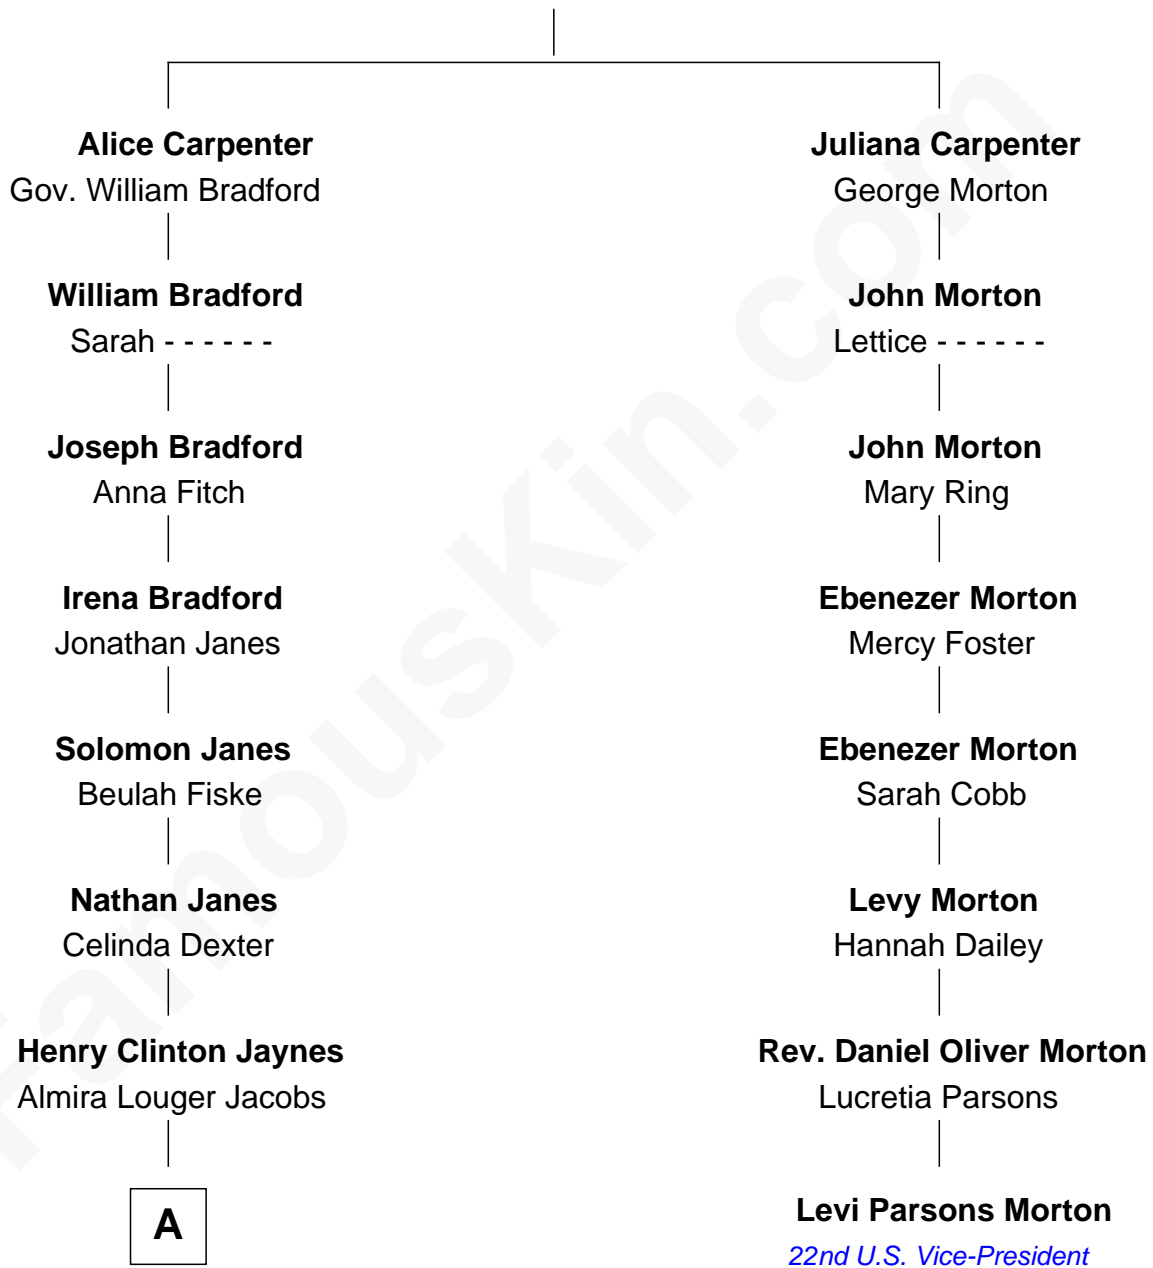 Alice Carpenter
Gov. William Bradford
Juliana Carpenter
George Morton
William Bradford
Sarah - - - - - -
John Morton
Lettice - - - - - -
Joseph Bradford
Anna Fitch
John Morton
Mary Ring
Irena Bradford
Jonathan Janes
Ebenezer Morton
Mercy Foster
Solomon Janes
Beulah Fiske
Ebenezer Morton
Sarah Cobb
Nathan Janes
Celinda Dexter
Levy Morton
Hannah Dailey
Henry Clinton Jaynes
Almira Louger Jacobs
Rev. Daniel Oliver Morton
Lucretia Parsons
A
Levi Parsons Morton
22nd U.S. Vice-President
FamousKin.com